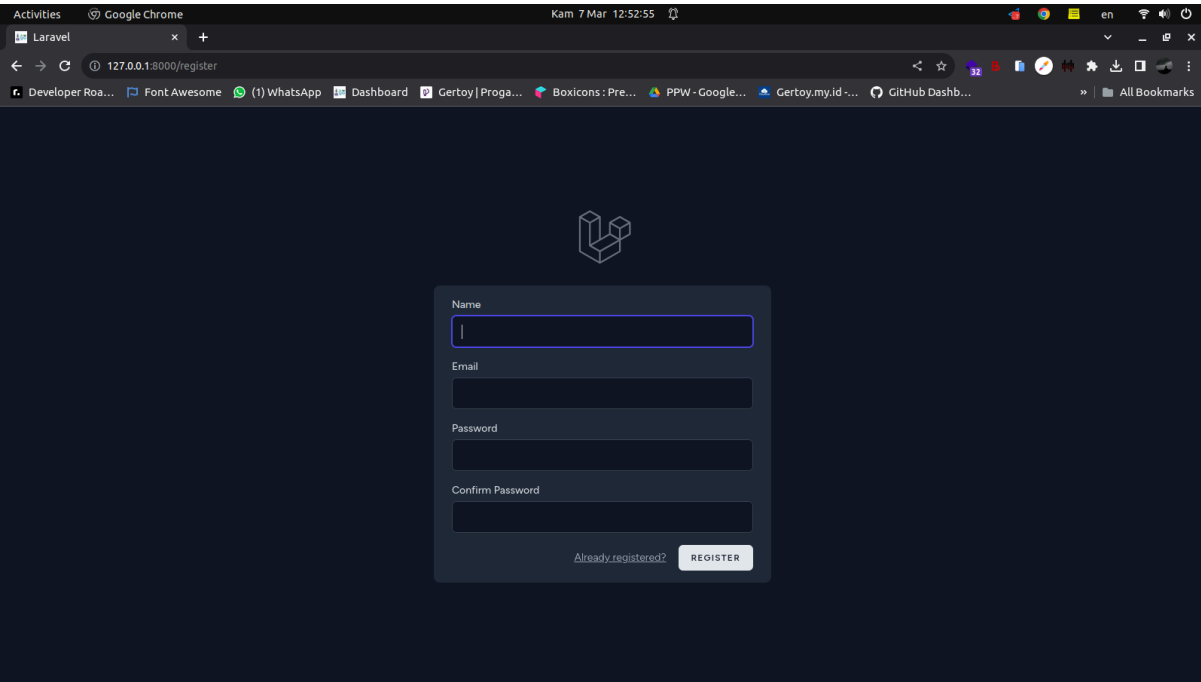 Activities Google Chrome Kam 7 Mar 12:52:55 en
Laravel
127.0.0.1:8000/register 32 B
r. Developer Roa... Font Awesome (1) WhatsApp Dashboard Gertoy | Proga... Boxicons : Pre... PPW - Google... Gertoy.my.id -... GitHub Dashb... » All Bookmarks
Name
Email
Password
Confirm Password
Already registered? REGISTER